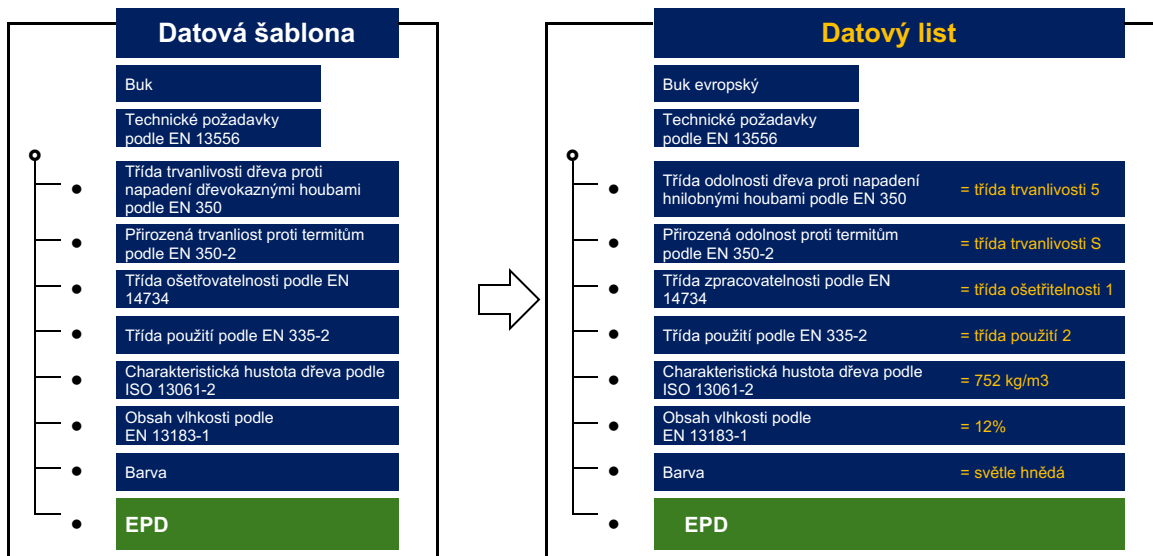 Datová šablona
Buk
Technické požadavky
podle EN 13556
Třída trvanlivosti dřeva proti
napadení dřevokaznými houbami
podle EN 350
Přirozená trvanliost proti termitům
podle EN 350-2
Třída ošetřovatelnosti podle EN
14734
Třída použití podle EN 335-2
Charakteristická hustota dřeva podle
ISO 13061-2
Obsah vlhkosti podle
EN 13183-1
Barva
EPD
Datový list
Buk evropský
Technické požadavky
podle EN 13556
Třída odolnosti dřeva proti napadení
hnilobnými houbami podle EN 350
= třída trvanlivosti 5
Přirozená odolnost proti termitům
podle EN 350-2
= třída trvanlivosti S
Třída zpracovatelnosti podle EN
14734
= třída ošetřitelnosti 1
Třída použití podle EN 335-2
= třída použití 2
Charakteristická hustota dřeva podle
ISO 13061-2
= 752 kg/m3
Obsah vlhkosti podle
EN 13183-1
= 12%
Barva
= světle hnědá
EPD